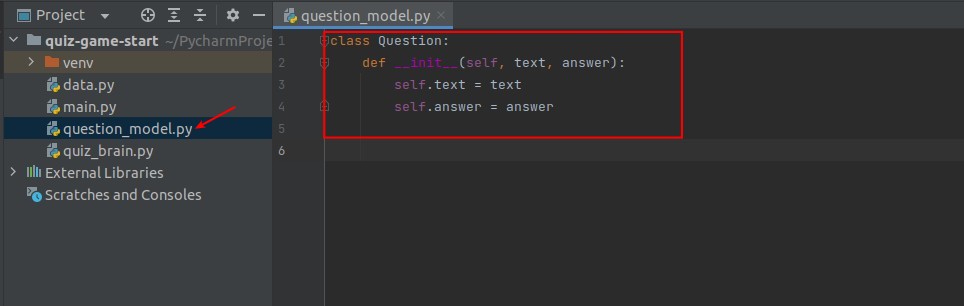 Project
question_model.py
quiz-game-start ~/PycharmProje
venv
data.py
main.py
question_model.py
quiz_brain.py
External Libraries
Scratches and Consoles
1 class Question:
2 def __init__(self, text, answer):
3 self.text = text
4 self.answer = answer
5
6